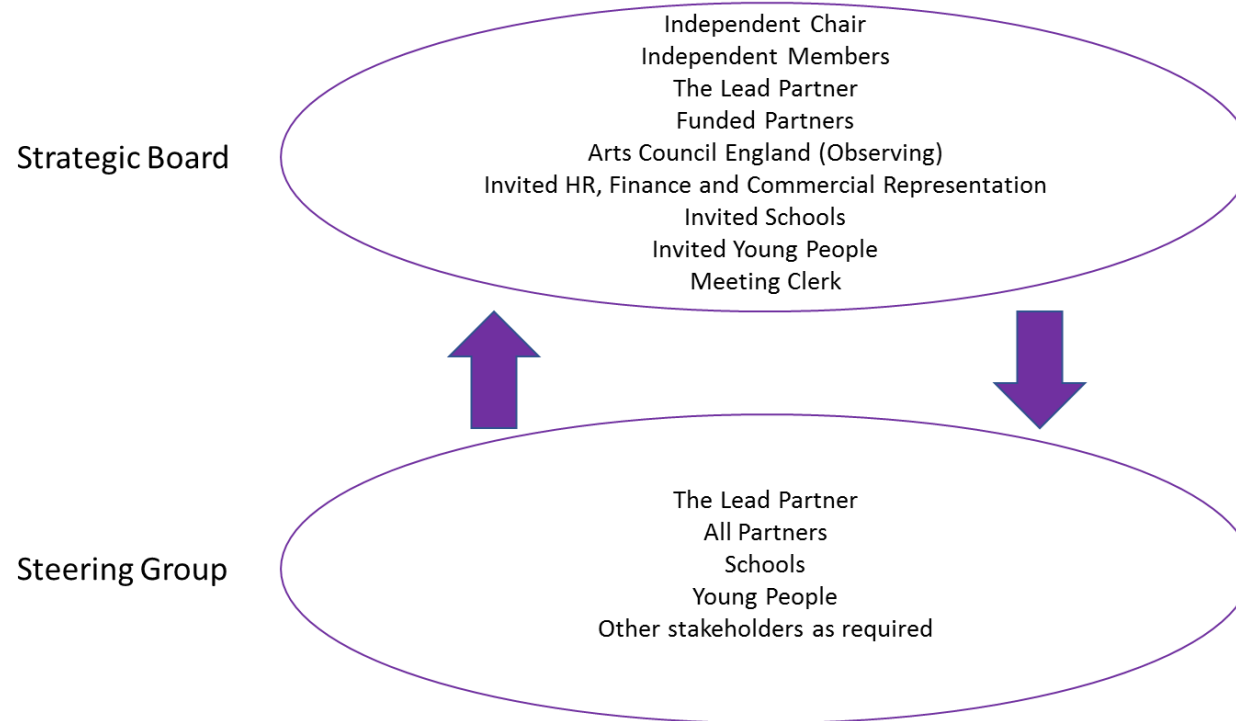 Strategic Board
Independent Chair
Independent Members
The Lead Partner
Funded Partners
Arts Council England (Observing)
Invited HR, Finance and Commercial Representation
Invited Schools
Invited Young People
Meeting Clerk
Steering Group
The Lead Partner
All Partners
Schools
Young People
Other stakeholders as required